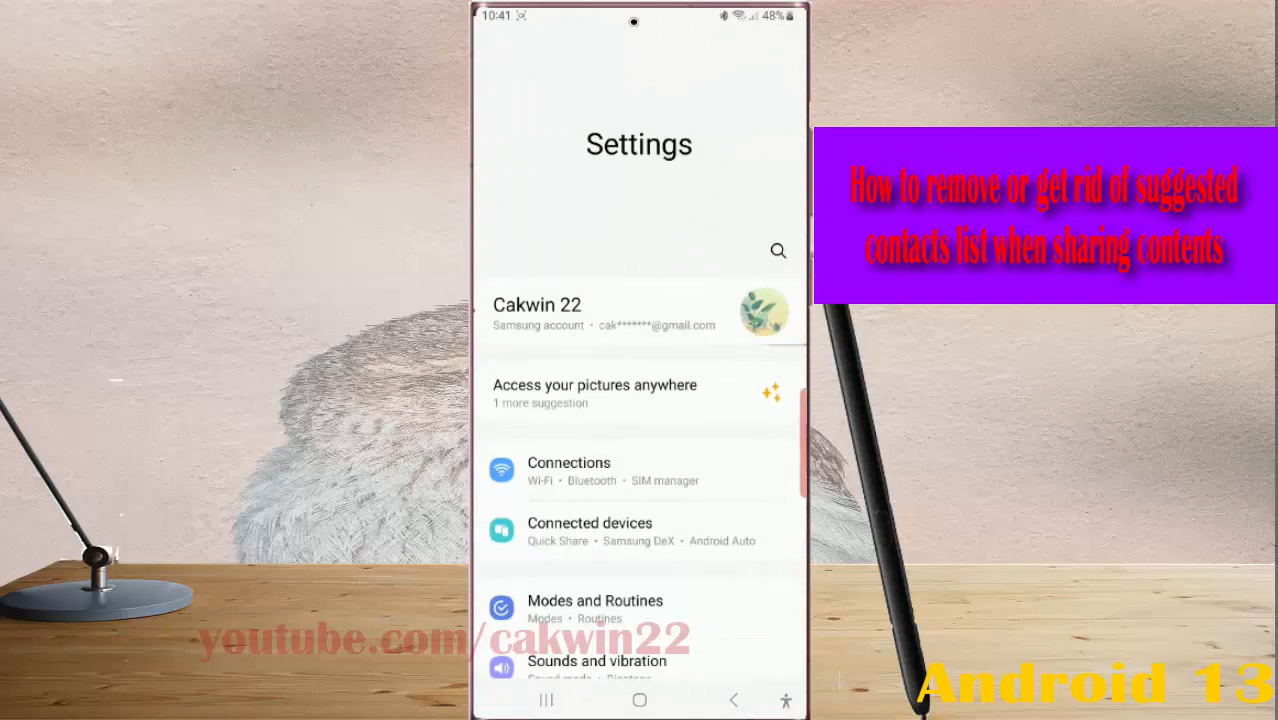 10:41
48%
Settings
How to remove or get rid of suggested
contacts list when sharing contents
Cakwin 22
Samsung account • cak*******@gmail.com
Access your pictures anywhere
1 more suggestion
Connections
Wi-Fi • Bluetooth • SIM manager
Connected devices
Quick Share • Samsung DeX • Android Auto
Modes and Routines
Modes • Routines
youtube.com/cakwin22
Sounds and vibration
Sound mode • Ringtone
Android 13